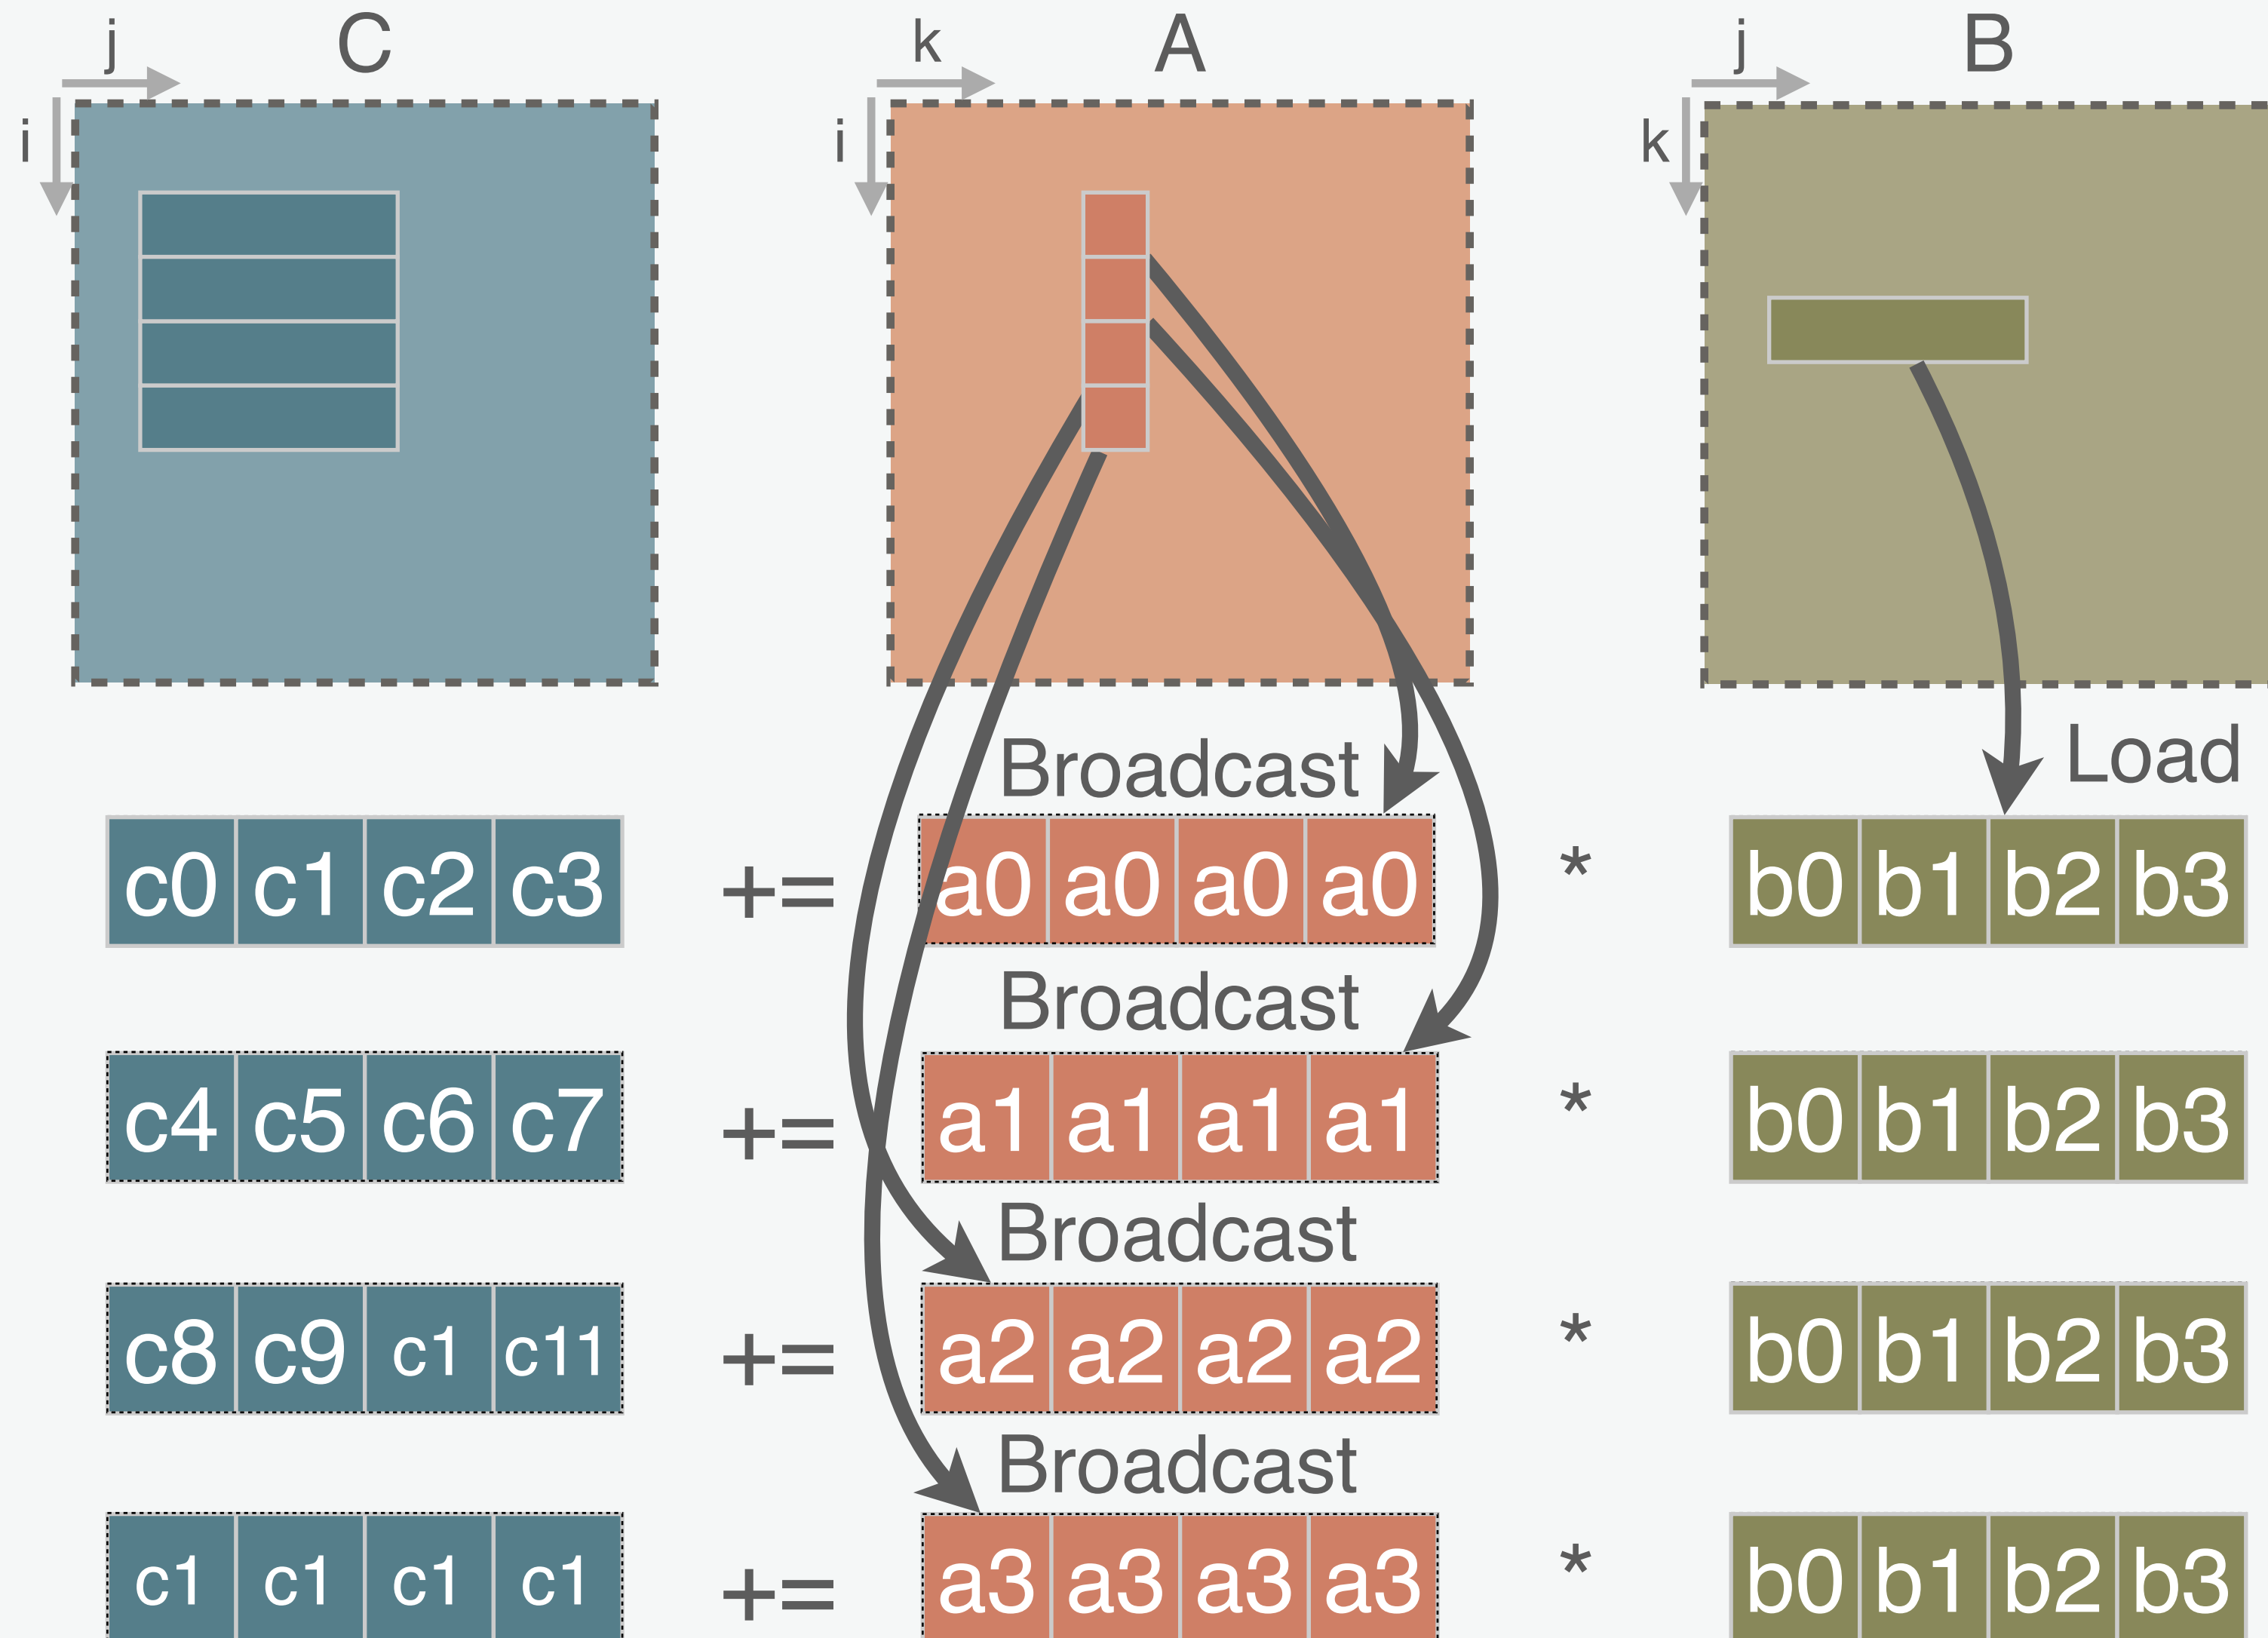 j C k A j B
i i k
Broadcast Load
c0 c1 c2 c3 += a0 a0 a0 a0 * b0 b1 b2 b3
Broadcast
c4 c5 c6 c7 += a1 a1 a1 a1 * b0 b1 b2 b3
Broadcast
c8 c9 c1 c11 += a2 a2 a2 a2 * b0 b1 b2 b3
Broadcast
c1 c1 c1 c1 += a3 a3 a3 a3 * b0 b1 b2 b3